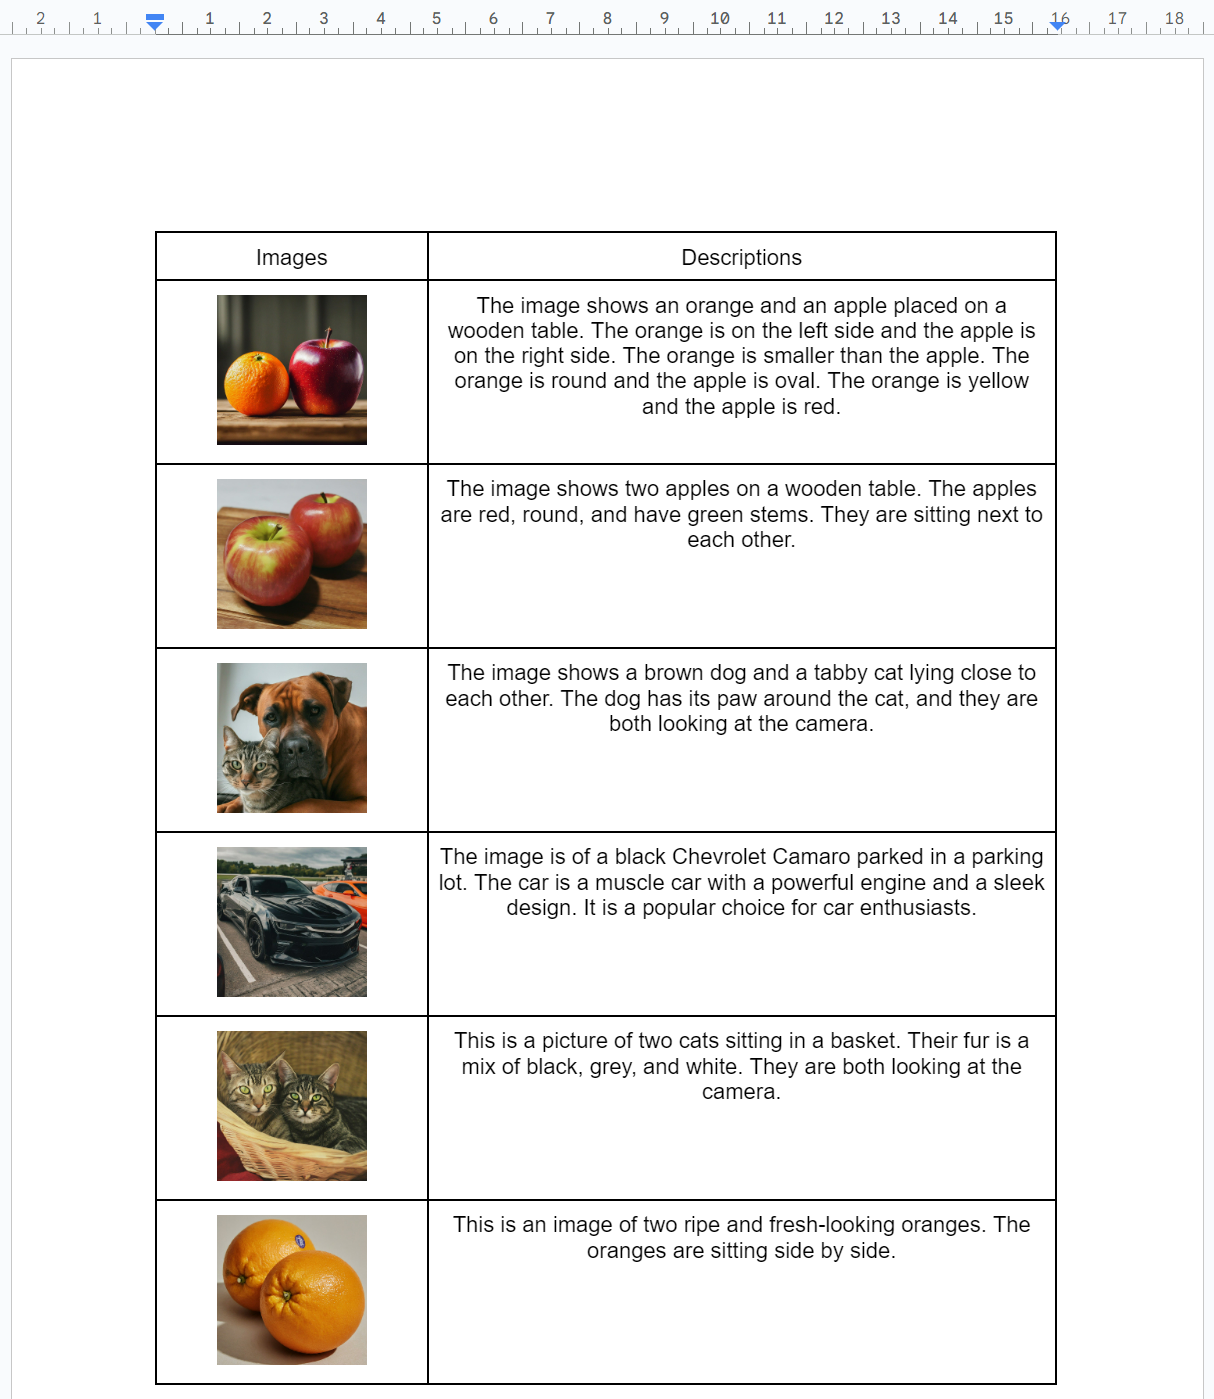 2 1 1 2 3 4 5 6 7 8 9 10 11 12 13 14 15 16 17 18
Images Descriptions
The image shows an orange and an apple placed on a
wooden table. The orange is on the left side and the apple is
on the right side. The orange is smaller than the apple. The
orange is round and the apple is oval. The orange is yellow
and the apple is red.
The image shows two apples on a wooden table. The apples
are red, round, and have green stems. They are sitting next to
each other.
The image shows a brown dog and a tabby cat lying close to
each other. The dog has its paw around the cat, and they are
both looking at the camera.
The image is of a black Chevrolet Camaro parked in a parking
lot. The car is a muscle car with a powerful engine and a sleek
design. It is a popular choice for car enthusiasts.
This is a picture of two cats sitting in a basket. Their fur is a
mix of black, grey, and white. They are both looking at the
camera.
This is an image of two ripe and fresh-looking oranges. The
oranges are sitting side by side.